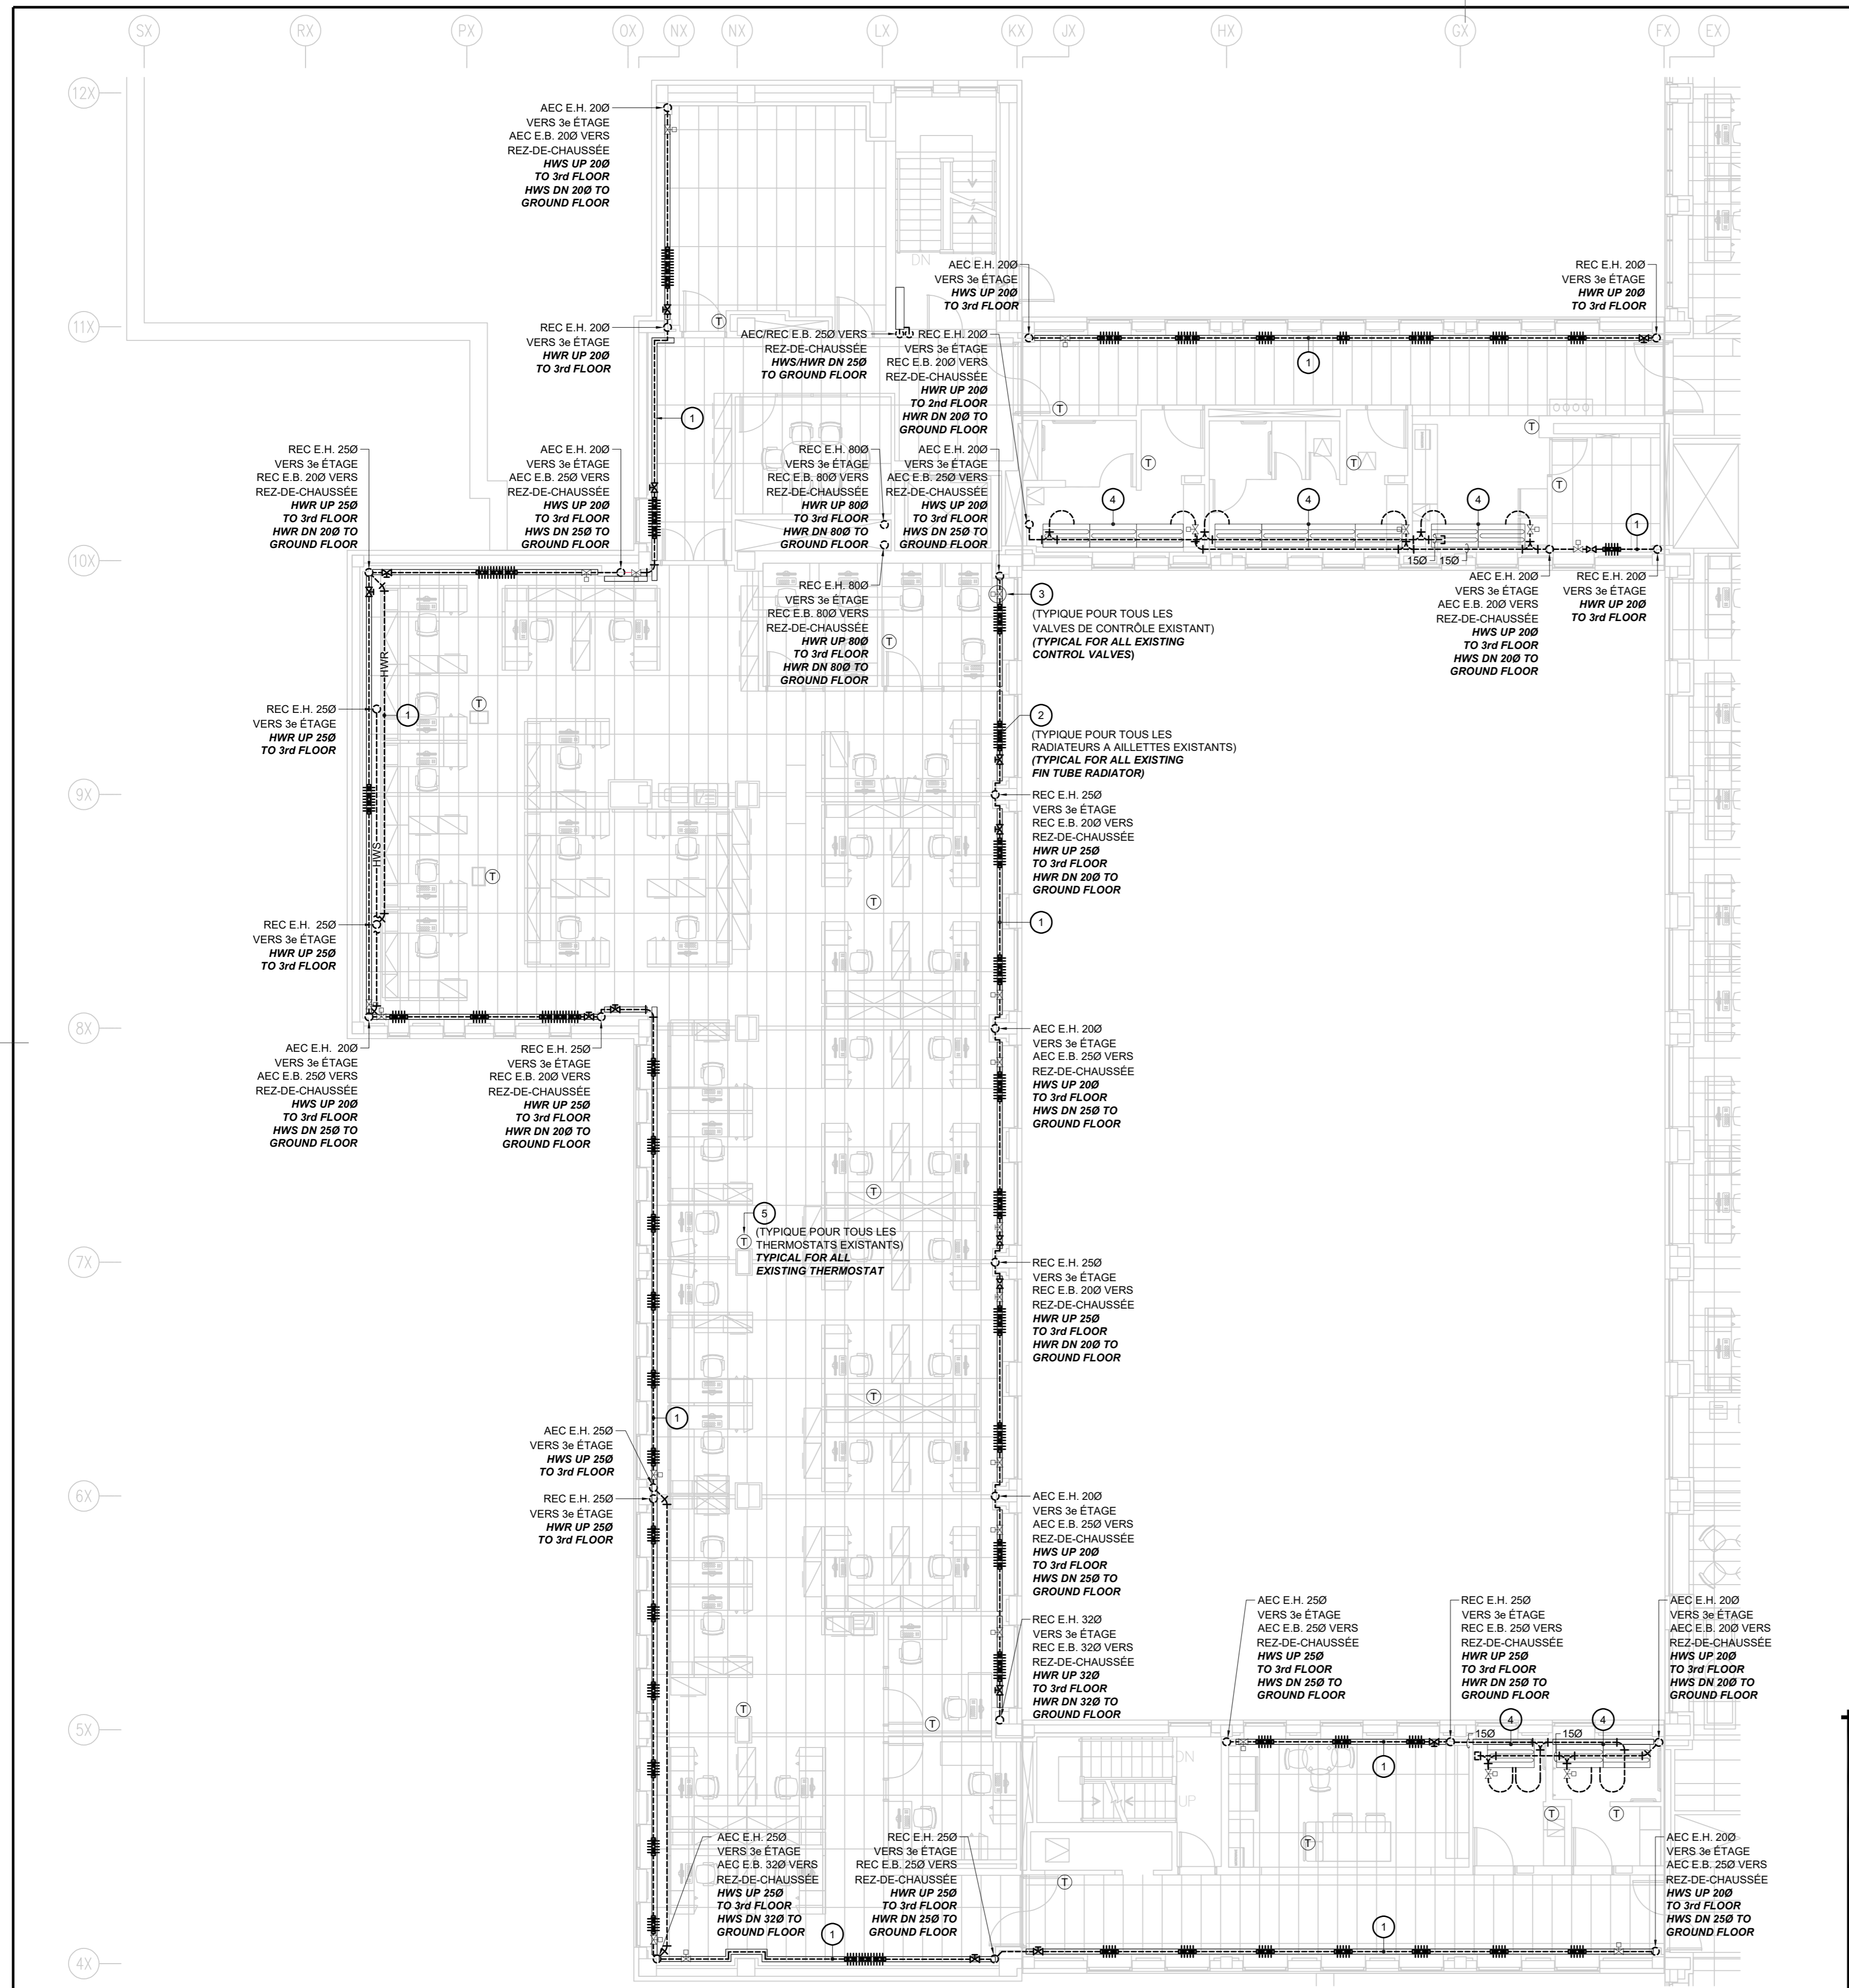 SX
RX
PX
OX
NX
NX
LX
KX
JX
HX
GX
FX
EX
12X
11X
10X
9X
8X
7X
6X
5X
4X
AEC E.H. 20Ø
VERS 3e ÉTAGE
AEC E.B. 20Ø VERS
REZ-DE-CHAUSSÉE
HWS UP 20Ø
TO 3rd FLOOR
HWS DN 20Ø TO
GROUND FLOOR
DN
AEC E.H. 20Ø
VERS 3e ÉTAGE
HWS UP 20Ø
TO 3rd FLOOR
REC E.H. 20Ø
VERS 3e ÉTAGE
HWR UP 20Ø
TO 3rd FLOOR
REC E.H. 20Ø
VERS 3e ÉTAGE
HWR UP 20Ø
TO 3rd FLOOR
T
AEC/REC E.B. 25Ø VERS
REZ-DE-CHAUSSÉE
HWS/HWR DN 25Ø
TO GROUND FLOOR
REC E.H. 20Ø
VERS 3e ÉTAGE
REC E.B. 20Ø VERS
REZ-DE-CHAUSSÉE
HWR UP 20Ø
TO 2nd FLOOR
HWR DN 20Ø TO
GROUND FLOOR
1
1
T
T
T
T
T
REC E.H. 25Ø
VERS 3e ÉTAGE
REC E.B. 20Ø VERS
REZ-DE-CHAUSSÉE
HWR UP 25Ø
TO 3rd FLOOR
HWR DN 20Ø TO
GROUND FLOOR
AEC E.H. 20Ø
VERS 3e ÉTAGE
AEC E.B. 25Ø VERS
REZ-DE-CHAUSSÉE
HWS UP 20Ø
TO 3rd FLOOR
HWS DN 25Ø TO
GROUND FLOOR
REC E.H. 80Ø
VERS 3e ÉTAGE
REC E.B. 80Ø VERS
REZ-DE-CHAUSSÉE
HWR UP 80Ø
TO 3rd FLOOR
HWR DN 80Ø TO
GROUND FLOOR
AEC E.H. 20Ø
VERS 3e ÉTAGE
AEC E.B. 25Ø VERS
REZ-DE-CHAUSSÉE
HWS UP 20Ø
TO 3rd FLOOR
HWS DN 25Ø TO
GROUND FLOOR
4
4
4
1
15Ø
15Ø
REC E.H. 80Ø
VERS 3e ÉTAGE
REC E.B. 80Ø VERS
REZ-DE-CHAUSSÉE
HWR UP 80Ø
TO 3rd FLOOR
HWR DN 80Ø TO
GROUND FLOOR
T
3
(TYPIQUE POUR TOUS LES
VALVES DE CONTRÔLE EXISTANT)
(TYPICAL FOR ALL EXISTING
CONTROL VALVES)
AEC E.H. 20Ø
VERS 3e ÉTAGE
AEC E.B. 20Ø VERS
REZ-DE-CHAUSSÉE
HWS UP 20Ø
TO 3rd FLOOR
HWS DN 20Ø TO
GROUND FLOOR
REC E.H. 20Ø
VERS 3e ÉTAGE
HWR UP 20Ø
TO 3rd FLOOR
HWR
REC E.H. 25Ø
VERS 3e ÉTAGE
HWR UP 25Ø
TO 3rd FLOOR
1
T
2
(TYPIQUE POUR TOUS LES
RADIATEURS A AILLETTES EXISTANTS)
(TYPICAL FOR ALL EXISTING
FIN TUBE RADIATOR)
REC E.H. 25Ø
VERS 3e ÉTAGE
REC E.B. 20Ø VERS
REZ-DE-CHAUSSÉE
HWR UP 25Ø
TO 3rd FLOOR
HWR DN 20Ø TO
GROUND FLOOR
HWS
T
T
1
REC E.H. 25Ø
VERS 3e ÉTAGE
HWR UP 25Ø
TO 3rd FLOOR
AEC E.H. 20Ø
VERS 3e ÉTAGE
AEC E.B. 25Ø VERS
REZ-DE-CHAUSSÉE
HWS UP 20Ø
TO 3rd FLOOR
HWS DN 25Ø TO
GROUND FLOOR
REC E.H. 25Ø
VERS 3e ÉTAGE
REC E.B. 20Ø VERS
REZ-DE-CHAUSSÉE
HWR UP 25Ø
TO 3rd FLOOR
HWR DN 20Ø TO
GROUND FLOOR
AEC E.H. 20Ø
VERS 3e ÉTAGE
AEC E.B. 25Ø VERS
REZ-DE-CHAUSSÉE
HWS UP 20Ø
TO 3rd FLOOR
HWS DN 25Ø TO
GROUND FLOOR
T
5
(TYPIQUE POUR TOUS LES
THERMOSTATS EXISTANTS)
TYPICAL FOR ALL
EXISTING THERMOSTAT
T
REC E.H. 25Ø
VERS 3e ÉTAGE
REC E.B. 20Ø VERS
REZ-DE-CHAUSSÉE
HWR UP 25Ø
TO 3rd FLOOR
HWR DN 20Ø TO
GROUND FLOOR
T
1
AEC E.H. 25Ø
VERS 3e ÉTAGE
HWS UP 25Ø
TO 3rd FLOOR
REC E.H. 25Ø
VERS 3e ÉTAGE
HWR UP 25Ø
TO 3rd FLOOR
AEC E.H. 20Ø
VERS 3e ÉTAGE
AEC E.B. 25Ø VERS
REZ-DE-CHAUSSÉE
HWS UP 20Ø
TO 3rd FLOOR
HWS DN 25Ø TO
GROUND FLOOR
REC E.H. 32Ø
VERS 3e ÉTAGE
REC E.B. 32Ø VERS
REZ-DE-CHAUSSÉE
HWR UP 32Ø
TO 3rd FLOOR
HWR DN 32Ø TO
GROUND FLOOR
AEC E.H. 25Ø
VERS 3e ÉTAGE
AEC E.B. 25Ø VERS
REZ-DE-CHAUSSÉE
HWS UP 25Ø
TO 3rd FLOOR
HWS DN 25Ø TO
GROUND FLOOR
REC E.H. 25Ø
VERS 3e ÉTAGE
REC E.B. 25Ø VERS
REZ-DE-CHAUSSÉE
HWR UP 25Ø
TO 3rd FLOOR
HWR DN 25Ø TO
GROUND FLOOR
AEC E.H. 20Ø
VERS 3e ÉTAGE
AEC E.B. 20Ø VERS
REZ-DE-CHAUSSÉE
HWS UP 20Ø
TO 3rd FLOOR
HWS DN 20Ø TO
GROUND FLOOR
T
T
4
4
15Ø
15Ø
DN
UP
1
T
T
T
AEC E.H. 25Ø
VERS 3e ÉTAGE
AEC E.B. 32Ø VERS
REZ-DE-CHAUSSÉE
HWS UP 25Ø
TO 3rd FLOOR
HWS DN 32Ø TO
GROUND FLOOR
REC E.H. 25Ø
VERS 3e ÉTAGE
REC E.B. 25Ø VERS
REZ-DE-CHAUSSÉE
HWR UP 25Ø
TO 3rd FLOOR
HWR DN 25Ø TO
GROUND FLOOR
T
AEC E.H. 20Ø
VERS 3e ÉTAGE
AEC E.B. 25Ø VERS
REZ-DE-CHAUSSÉE
HWS UP 20Ø
TO 3rd FLOOR
HWS DN 25Ø TO
GROUND FLOOR
1
1